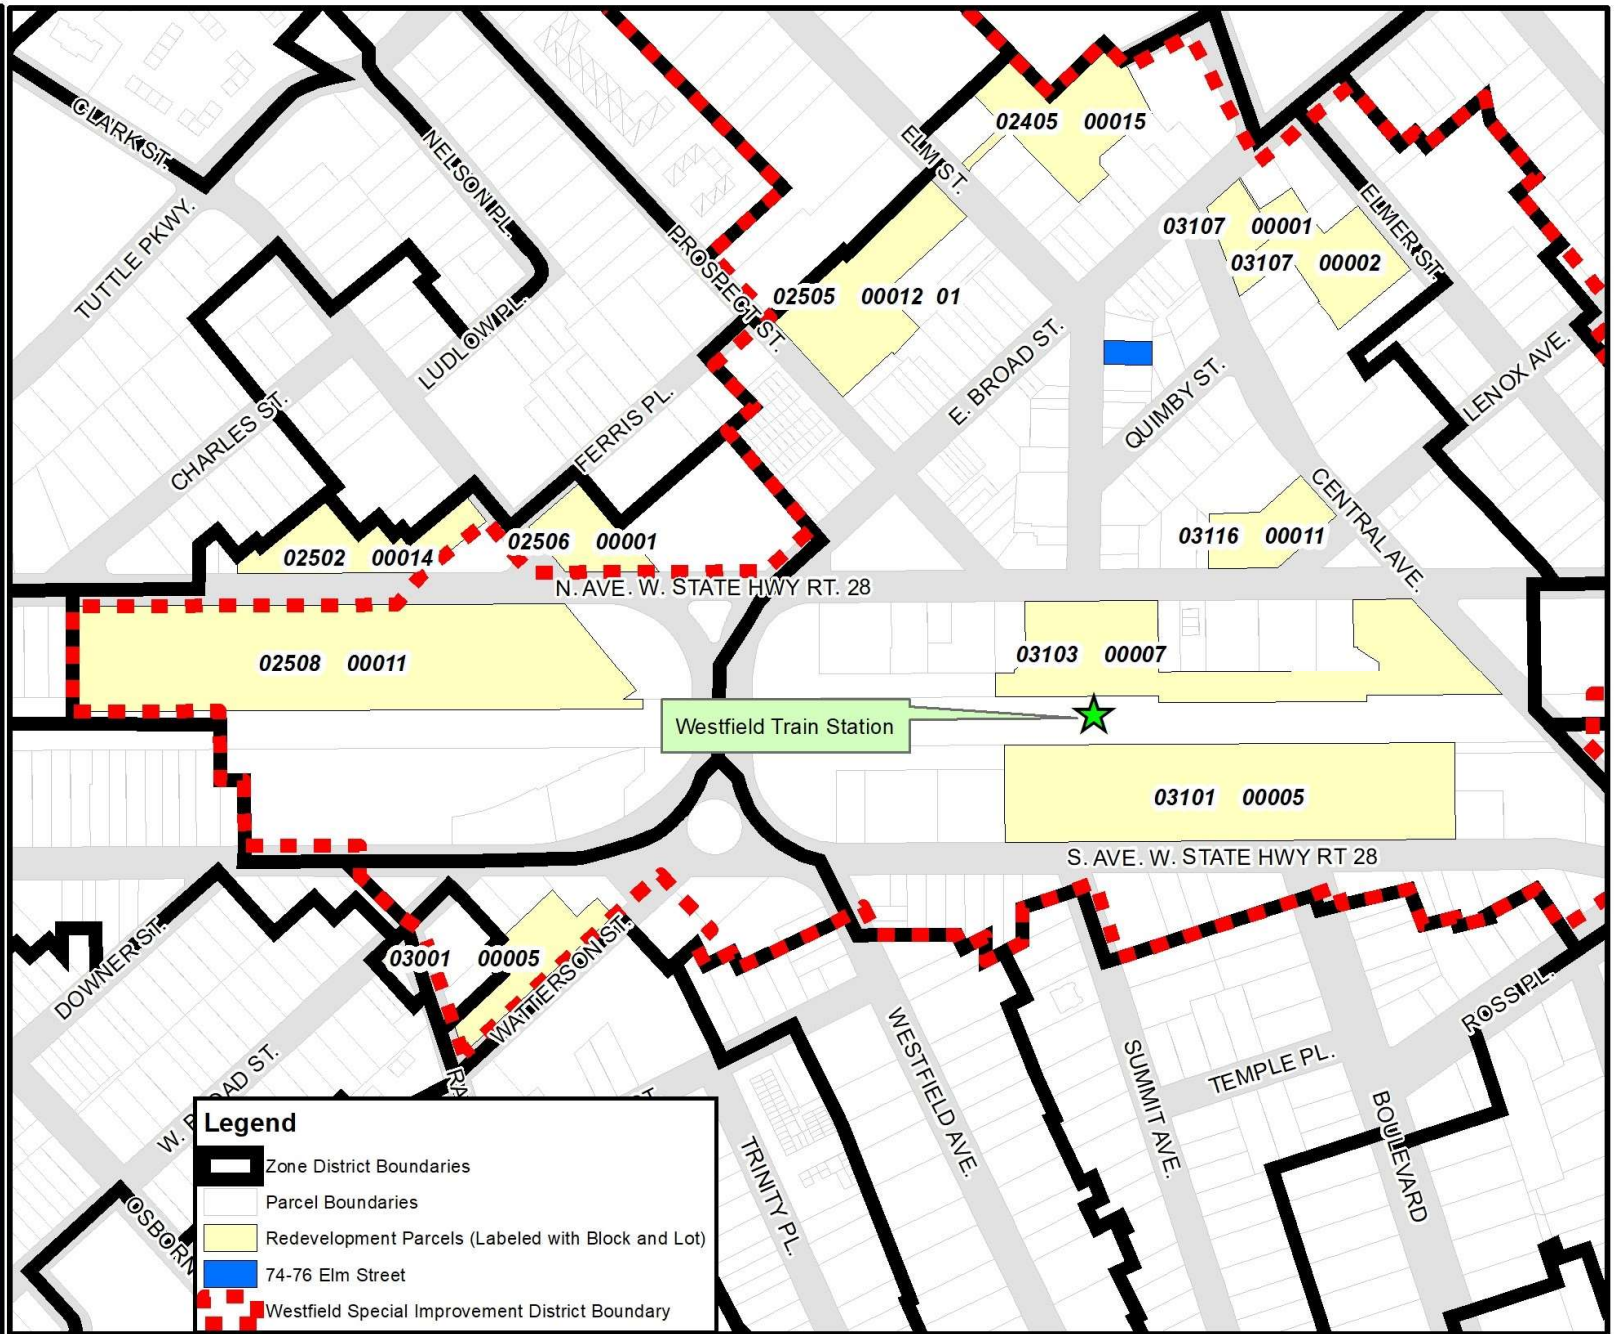 CLARK ST.
NELSON PL.
ELM ST.
02405 00015
TUTTLE PKWY.
PROSPECT ST.
03107 00001
03107 00002
ELMER ST.
02505 00012 01
LUDLOW PL.
CHARLES ST.
FERRIS PL.
E. BROAD ST.
QUIMBY ST.
LENOX AVE.
CENTRAL AVE.
02502 00014
02506 00001
03116 00011
N. AVE. W. STATE HWY RT. 28
02508 00011
03103 00007
Westfield Train Station
03101 00005
S. AVE. W. STATE HWY RT 28
DOWNER ST.
03001 00005
WATTERSON ST.
W. BROAD ST.
WESTFIELD AVE.
SUMMIT AVE.
TEMPLE PL.
ROSS PL.
BOULEVARD
TRINITY PL.
OSBORN
RA
Legend
Zone District Boundaries
Parcel Boundaries
Redevelopment Parcels (Labeled with Block and Lot)
74-76 Elm Street
Westfield Special Improvement District Boundary